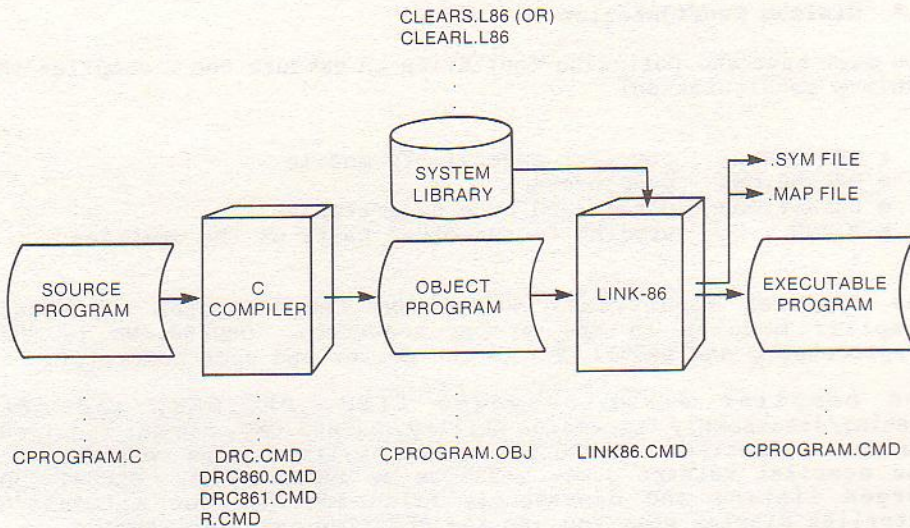 CLEARS.L86 (OR)
CLEARL.L86
SYSTEM
LIBRARY
.SYM FILE
.MAP FILE
SOURCE
PROGRAM
C
COMPILER
OBJECT
PROGRAM
LINK-86
EXECUTABLE
PROGRAM
CPROGRAM.C
DRC.CMD
DRC860.CMD
DRC861.CMD
R.CMD
CPROGRAM.OBJ
LINK86.CMD
CPROGRAM.CMD